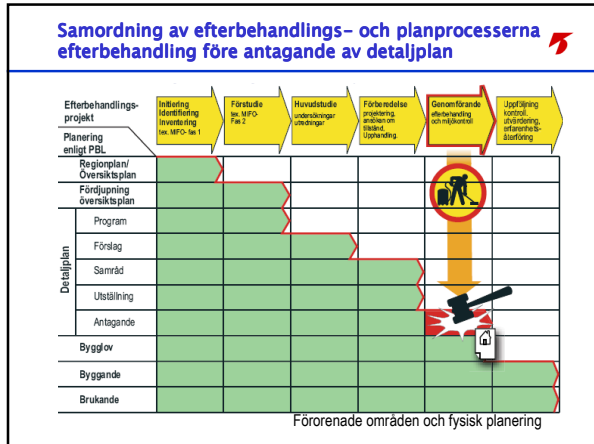 Samordning av efterbehandlings- och planprocesserna
efterbehandling före antagande av detaljplan
Efterbehandlings-
projekt
Planering
enligt PBL
Initiering
Identifiering
Inventering
tex. MIFO- fas 1
Förstudie
tex. MIFO-
Fas 2
Huvudstudie
undersökningar
utredningar
Förberedelse
projektering,
ansökan om
tillstånd,
Upphandling.
Genomförande
efterbehandling
och miljökontroll
Uppföljning
kontroll,
utvärdering,
erfarenhets-
återföring
Regionplan/
Översiktsplan
Fördjupning
översiktsplan
Detaljplan
Program
Förslag
Samråd
Utställning
Antagande
Bygglov
Byggande
Brukande
Förorenade områden och fysisk planering